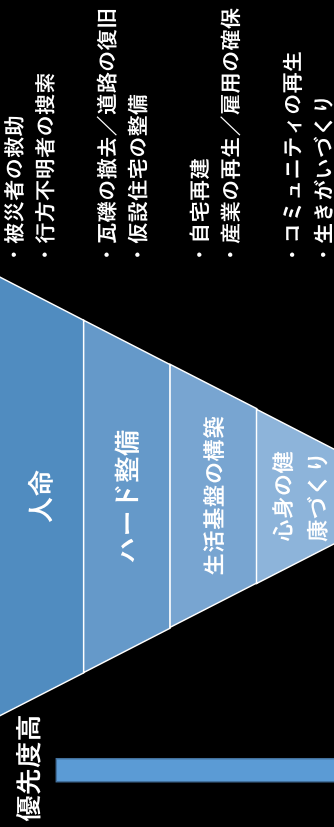 優先度高
人命
・被災者の救助
・行方不明者の捜索
ハード整備
・瓦礫の撤去／道路の復旧
・仮設住宅の整備
生活基盤の構築
・自宅再建
・産業の再生／雇用の確保
心身の健
康づくり
・コミュニティの再生
・生きがいづくり